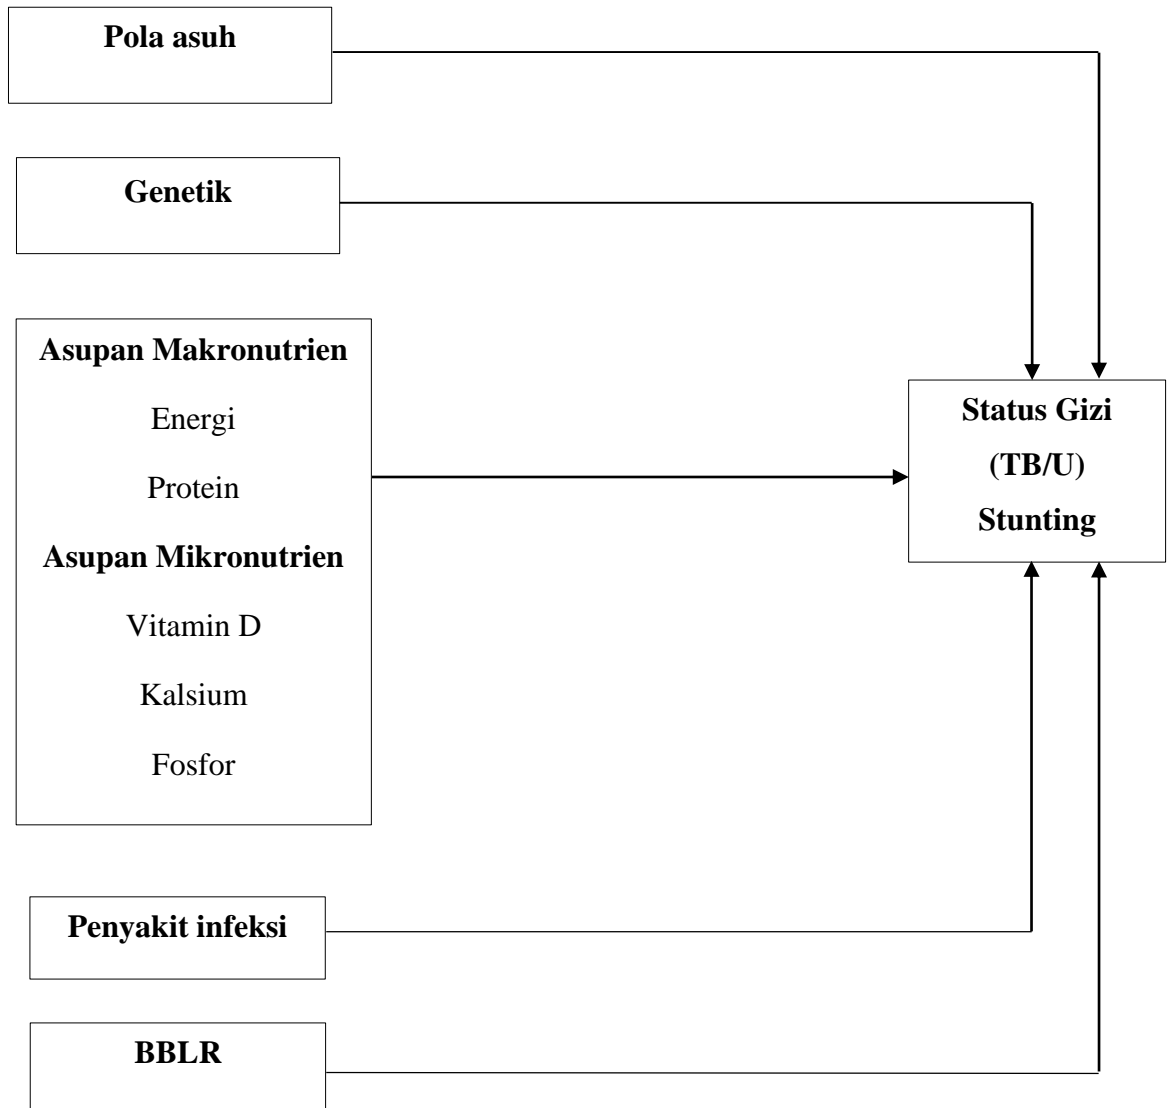 Pola asuh
Genetik
Asupan Makronutrien
Energi
Protein
Asupan Mikronutrien
Vitamin D
Kalsium
Fosfor
Status Gizi
(TB/U)
Stunting
Penyakit infeksi
BBLR